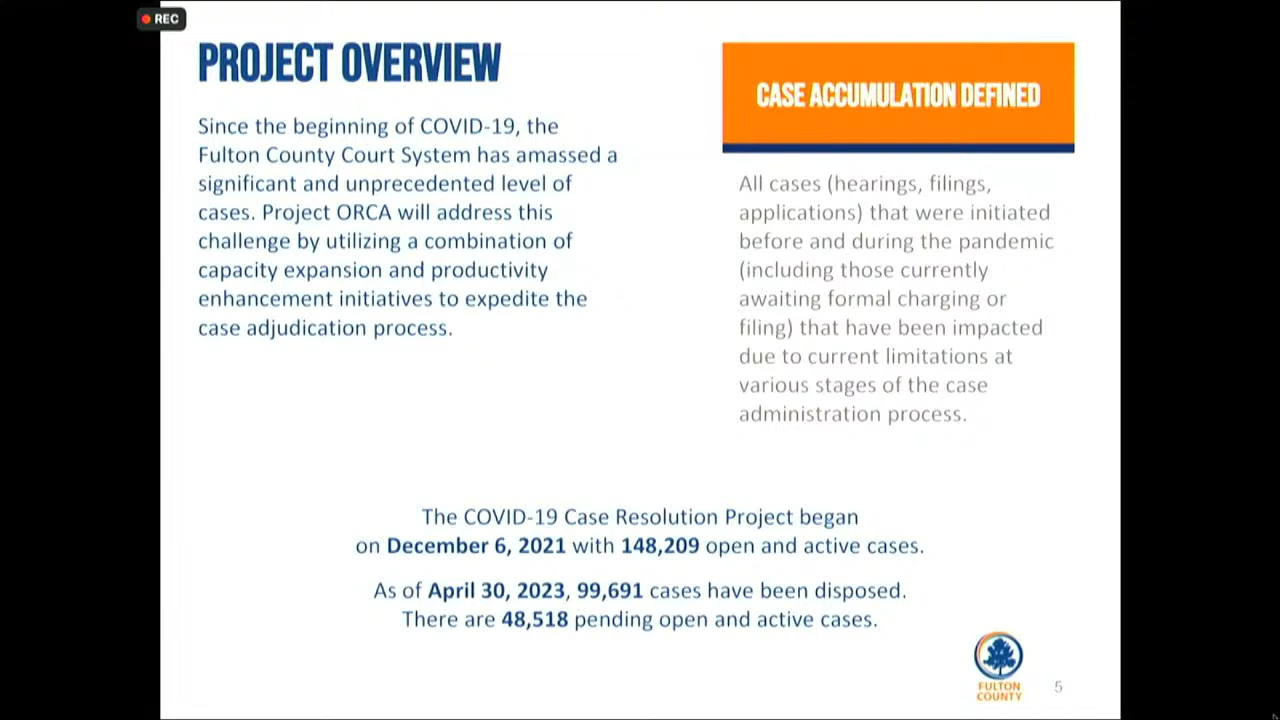 REC
PROJECT OVERVIEW
Since the beginning of COVID-19, the
Fulton County Court System has amassed a
significant and unprecedented level of
cases. Project ORCA will address this
challenge by utilizing a combination of
capacity expansion and productivity
enhancement initiatives to expedite the
case adjudication process.
CASE ACCUMULATION DEFINED
All cases (hearings, filings,
applications) that were initiated
before and during the pandemic
(including those currently
awaiting formal charging or
filing) that have been impacted
due to current limitations at
various stages of the case
administration process.
The COVID-19 Case Resolution Project began
on December 6, 2021 with 148,209 open and active cases.
As of April 30, 2023, 99,691 cases have been disposed.
There are 48,518 pending open and active cases.
FULTON
COUNTY
5